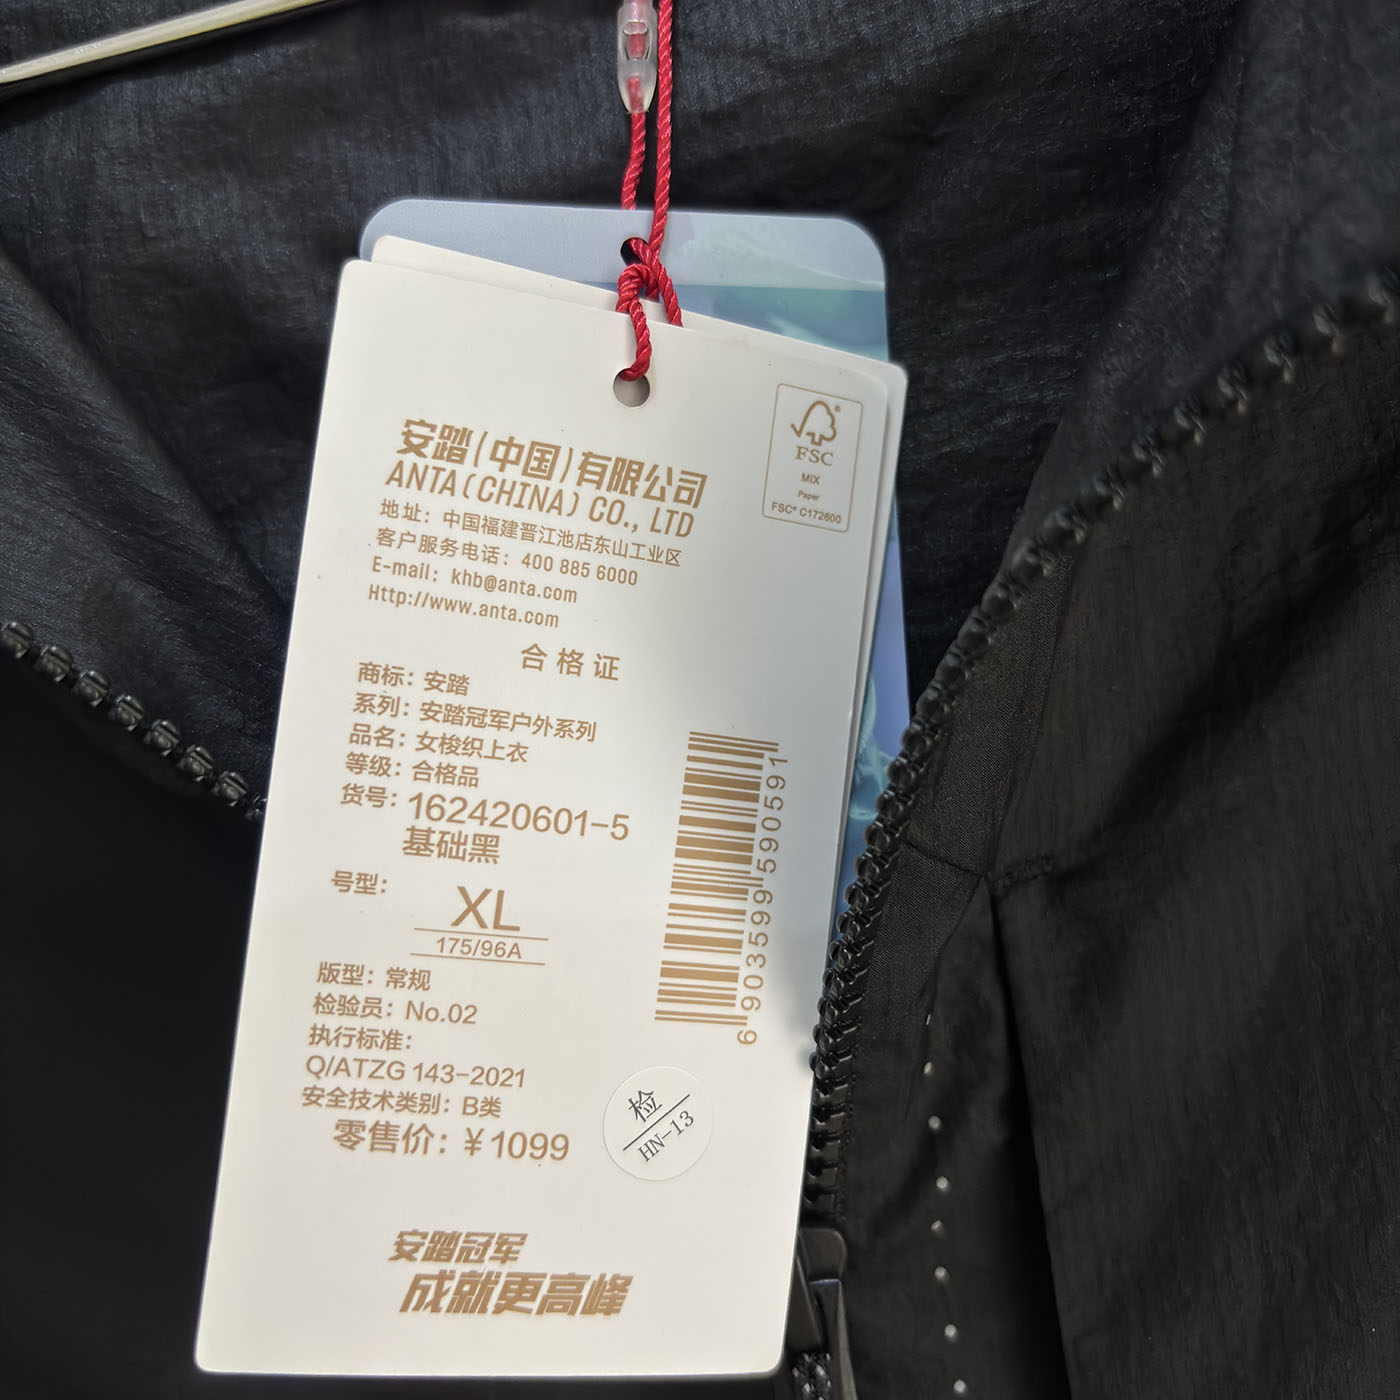 安踏(中国)有限公司
ANTA(CHINA) CO., LTD
地址：中国福建晋江池店东山工业区
客户服务电话：400 885 6000
E-mail：khb@anta.com
Http://www.anta.com
FSC
MIX
Paper
FSC® C172600
合格证
商标：安踏
系列：安踏冠军户外系列
品名：女梭织上衣
等级：合格品
货号：162420601-5
基础黑
号型：XL
175/96A
版型：常规
检验员：No.02
执行标准：
Q/ATZG 143-2021
安全技术类别：B类
零售价：¥1099
6 903599 590591
检
HN-13
安踏冠军
成就更高峰